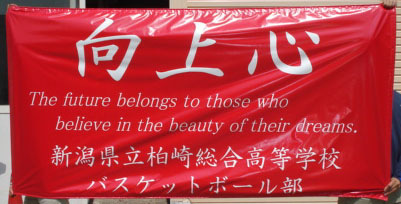 向上心
The future belongs to those who
believe in the beauty of their dreams.
新潟県立柏崎総合高等学校
バスケットボール部